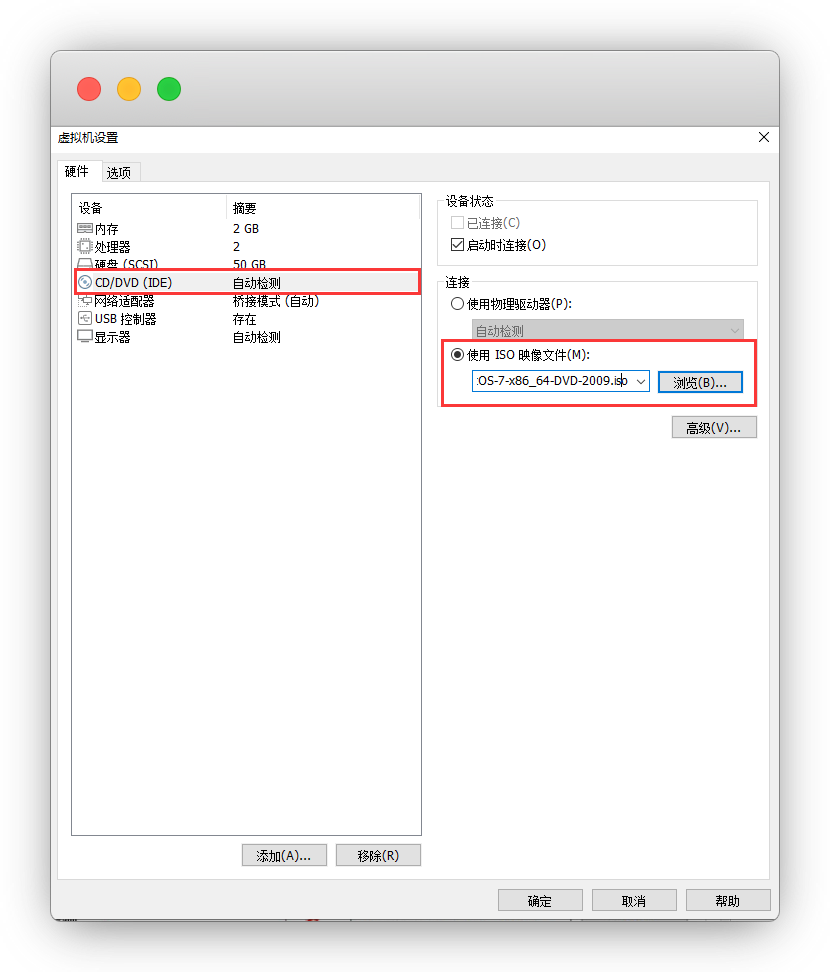 虚拟机设置
硬件 选项
设备 摘要
内存 2 GB
处理器 2
硬盘 (SCSI) 50 GB
CD/DVD (IDE) 自动检测
网络适配器 桥接模式 (自动)
USB 控制器 存在
显示器 自动检测
添加(A)... 移除(R)
设备状态
已连接(C)
启动时连接(O)
连接
使用物理驱动器(P):
自动检测
使用 ISO 映像文件(M):
:OS-7-x86_64-DVD-2009.iso 浏览(B)...
高级(V)...
确定 取消 帮助